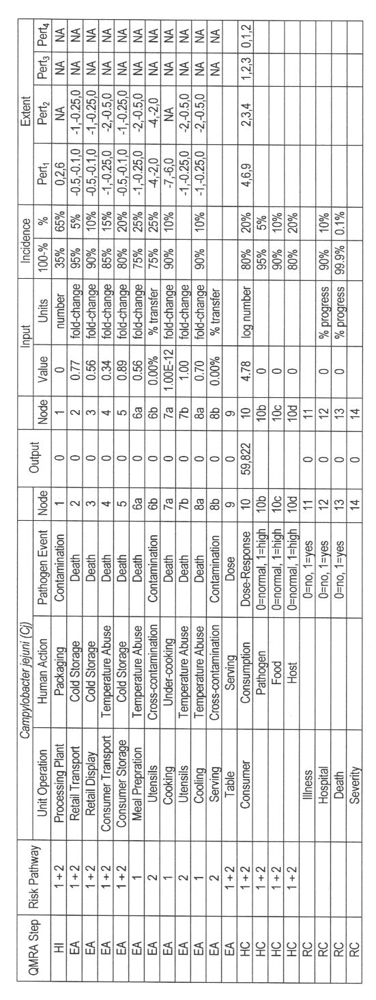 Campylobacter jejuni (Cj) Input Incidence Extent
QMRA Step Risk Pathway Unit Operation Human Action Pathogen Event Node Output Node Value Units 100-% % Pert₁ Pert₂ Pert₃ Pert₄
HI 1 + 2 Processing Plant Packaging Contamination 1 0 1 0 number 35% 65% 0,2,6 NA NA NA
EA 1 + 2 Retail Transport Cold Storage Death 2 0 2 0.77 fold-change 95% 5% -0.5,-0.1,0 -1,-0.25,0 NA NA
EA 1 + 2 Retail Display Cold Storage Death 3 0 3 0.56 fold-change 90% 10% -0.5,-0.1,0 -1,-0.25,0 NA NA
EA 1 + 2 Consumer Transport Temperature Abuse Death 4 0 4 0.34 fold-change 85% 15% -1,-0.25,0 -2,-0.5,0 NA NA
EA 1 + 2 Consumer Storage Cold Storage Death 5 0 5 0.89 fold-change 80% 20% -0.5,-0.1,0 -1,-0.25,0 NA NA
EA 1 Meal Prepration Temperature Abuse Death 6a 0 6a 0.56 fold-change 75% 25% -1,-0.25,0 -2,-0.5,0 NA NA
EA 2 Utensils Cross-contamination Contamination 6b 0 6b 0.00% % transfer 75% 25% -4,-2,0 -4,-2,0 NA NA
EA 1 Cooking Under-cooking Death 7a 0 7a 1.00E-12 fold-change 90% 10% -7,-6,0 NA NA NA
EA 2 Utensils Temperature Abuse Death 7b 0 7b 1.00 fold-change -1,-0.25,0 -2,-0.5,0 NA NA
EA 1 Cooling Temperature Abuse Death 8a 0 8a 0.70 fold-change 90% 10% -1,-0.25,0 -2,-0.5,0 NA NA
EA 2 Serving Cross-contamination Contamination 8b 0 8b 0.00% % transfer NA NA
EA 1 + 2 Table Serving Dose 9 0 9
HC 1 + 2 Consumer Consumption Dose-Response 10 59,822 10 4.78 log number 80% 20% 4,6,9 2,3,4 1,2,3 0,1,2
HC 1 + 2 Pathogen 0=normal, 1=high 10b 10b 0 95% 5%
HC 1 + 2 Food 0=normal, 1=high 10c 10c 0 90% 10%
HC 1 + 2 Host 0=normal, 1=high 10d 10d 0 80% 20%
RC Illness 0=no, 1=yes 11 0 11
RC Hospital 0=no, 1=yes 12 0 12 0 % progress 90% 10%
RC Death 0=no, 1=yes 13 0 13 0 % progress 99.9% 0.1%
RC Severity 14 0 14